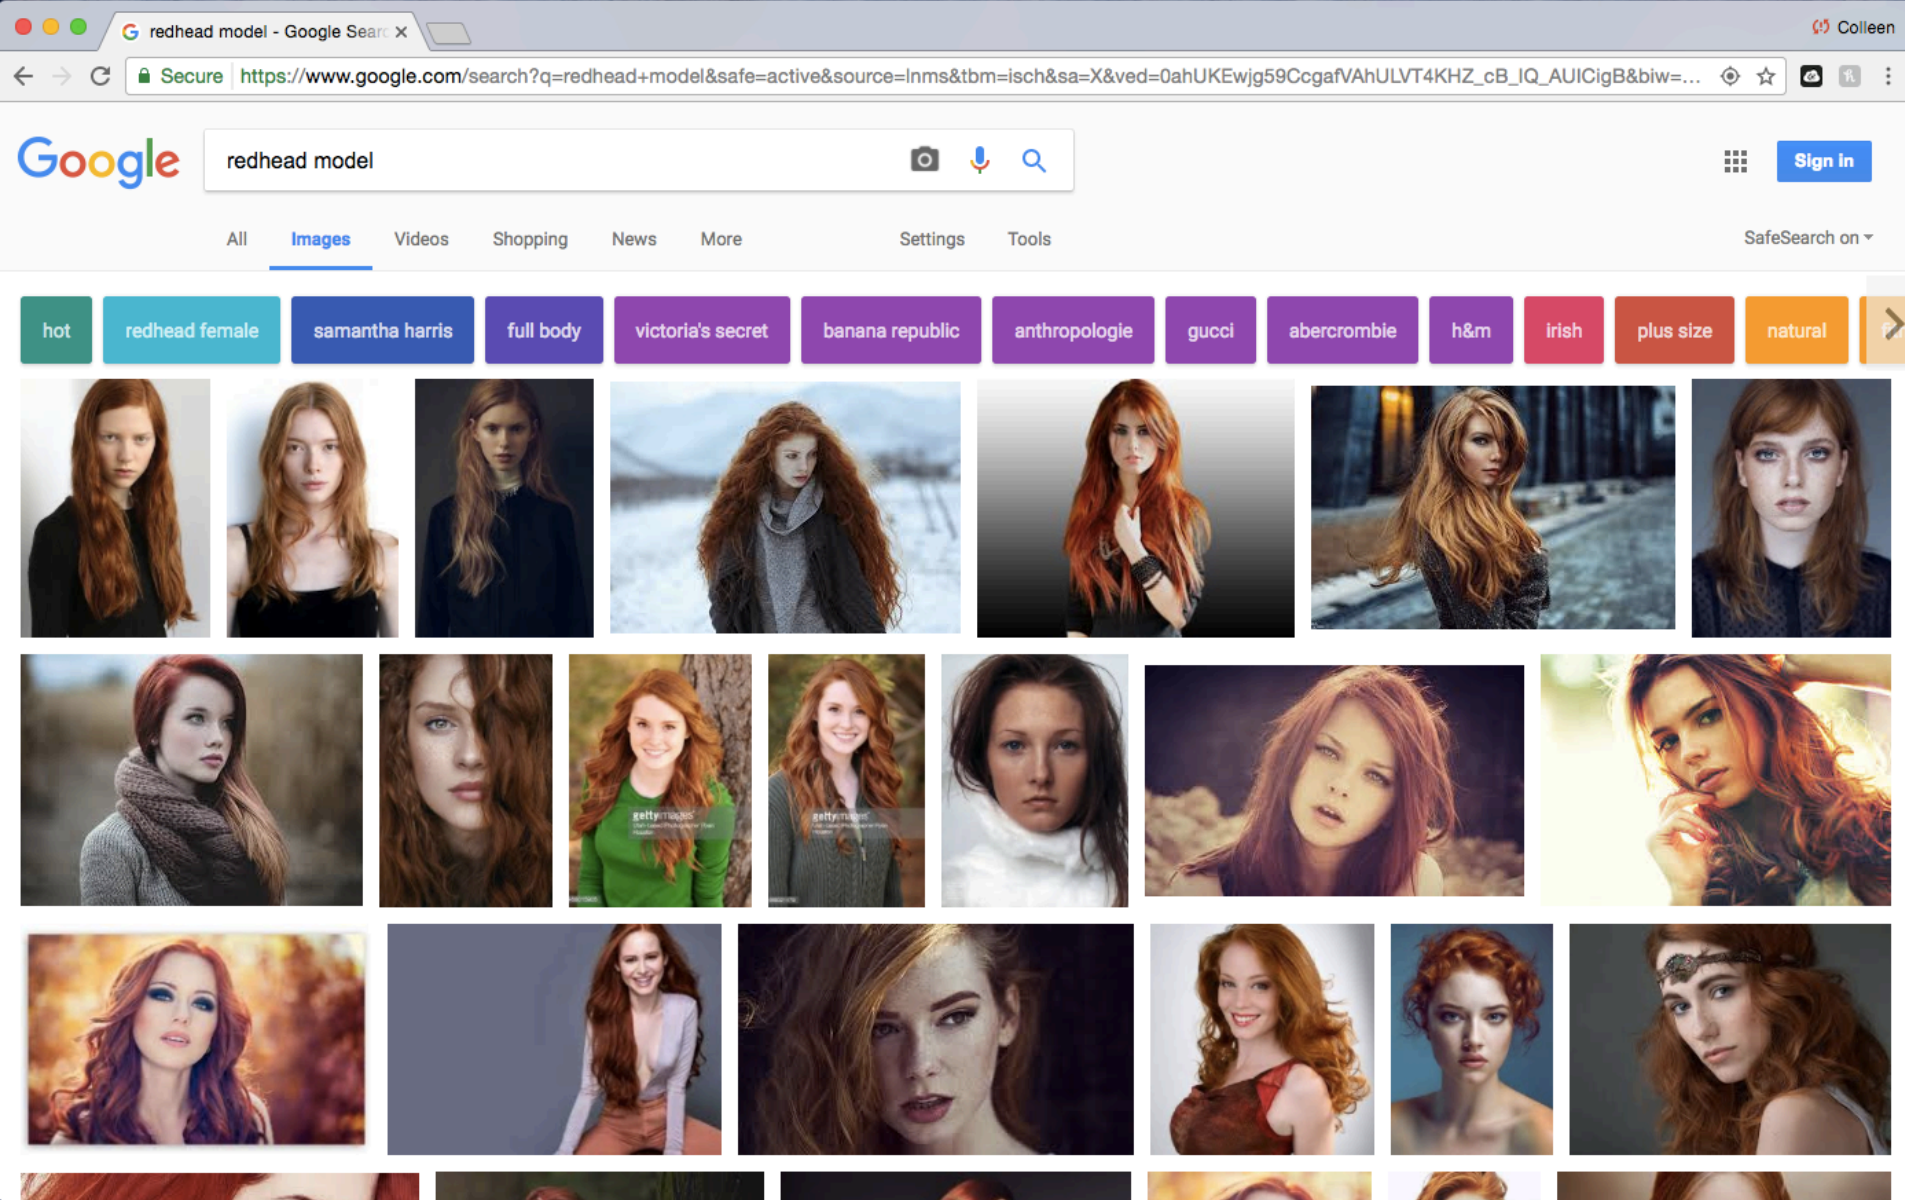 redhead model - Google Sear
Colleen
Secure https://www.google.com/search?q=redhead+model&safe=active&source=lnms&tbm=isch&sa=X&ved=0ahUKEwjg59CcgafVAhULVT4KHZ_cB_IQ_AUICigB&biw=...
Google
redhead model
Sign in
All Images Videos Shopping News More Settings Tools
SafeSearch on
hot redhead female samantha harris full body victoria's secret banana republic anthropologie gucci abercrombie h&m irish plus size natural
gettyimages
gettyimages